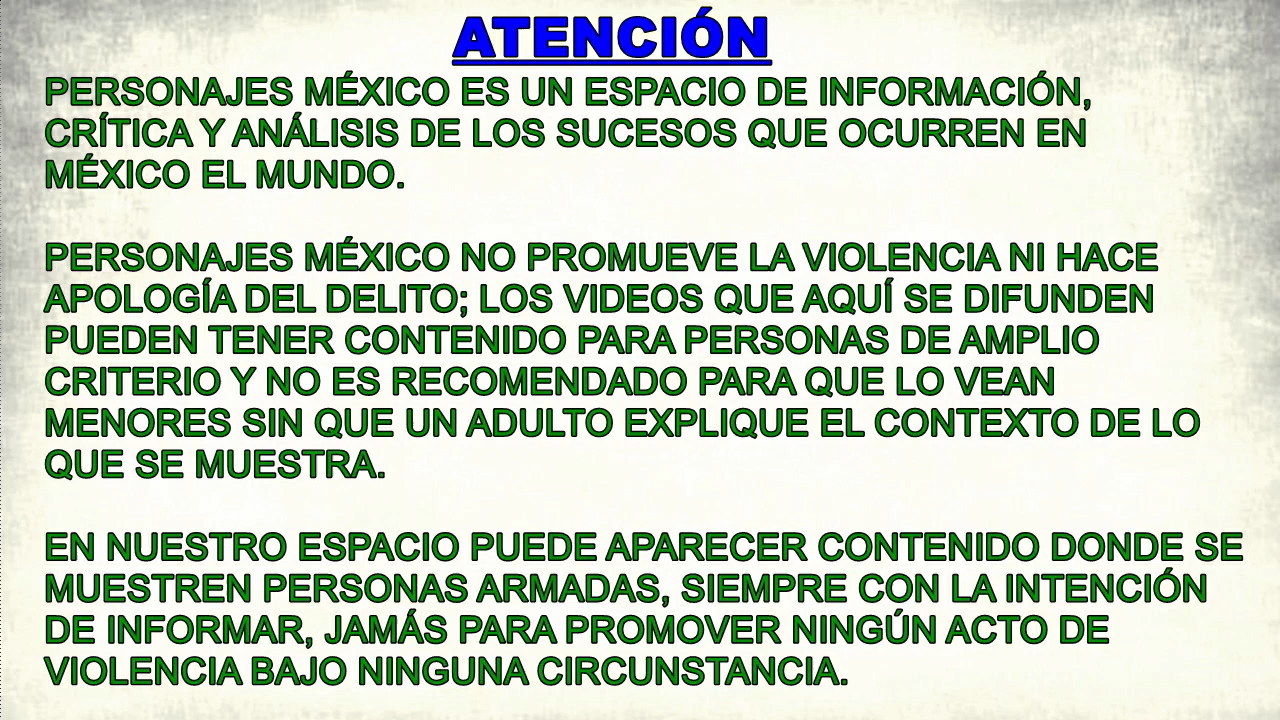 ATENCIÓN
PERSONAJES MÉXICO ES UN ESPACIO DE INFORMACIÓN,
CRÍTICA Y ANÁLISIS DE LOS SUCESOS QUE OCURREN EN
MÉXICO EL MUNDO.
PERSONAJES MÉXICO NO PROMUEVE LA VIOLENCIA NI HACE
APOLOGÍA DEL DELITO; LOS VIDEOS QUE AQUÍ SE DIFUNDEN
PUEDEN TENER CONTENIDO PARA PERSONAS DE AMPLIO
CRITERIO Y NO ES RECOMENDADO PARA QUE LO VEAN
MENORES SIN QUE UN ADULTO EXPLIQUE EL CONTEXTO DE LO
QUE SE MUESTRA.
EN NUESTRO ESPACIO PUEDE APARECER CONTENIDO DONDE SE
MUESTREN PERSONAS ARMADAS, SIEMPRE CON LA INTENCIÓN
DE INFORMAR, JAMÁS PARA PROMOVER NINGÚN ACTO DE
VIOLENCIA BAJO NINGUNA CIRCUNSTANCIA.